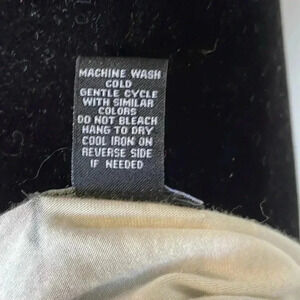 MACHINE WASH
COLD
GENTLE CYCLE
WITH SIMILAR
COLORS
DO NOT BLEACH
HANG TO DRY
COOL IRON ON
REVERSE SIDE
IF NEEDED